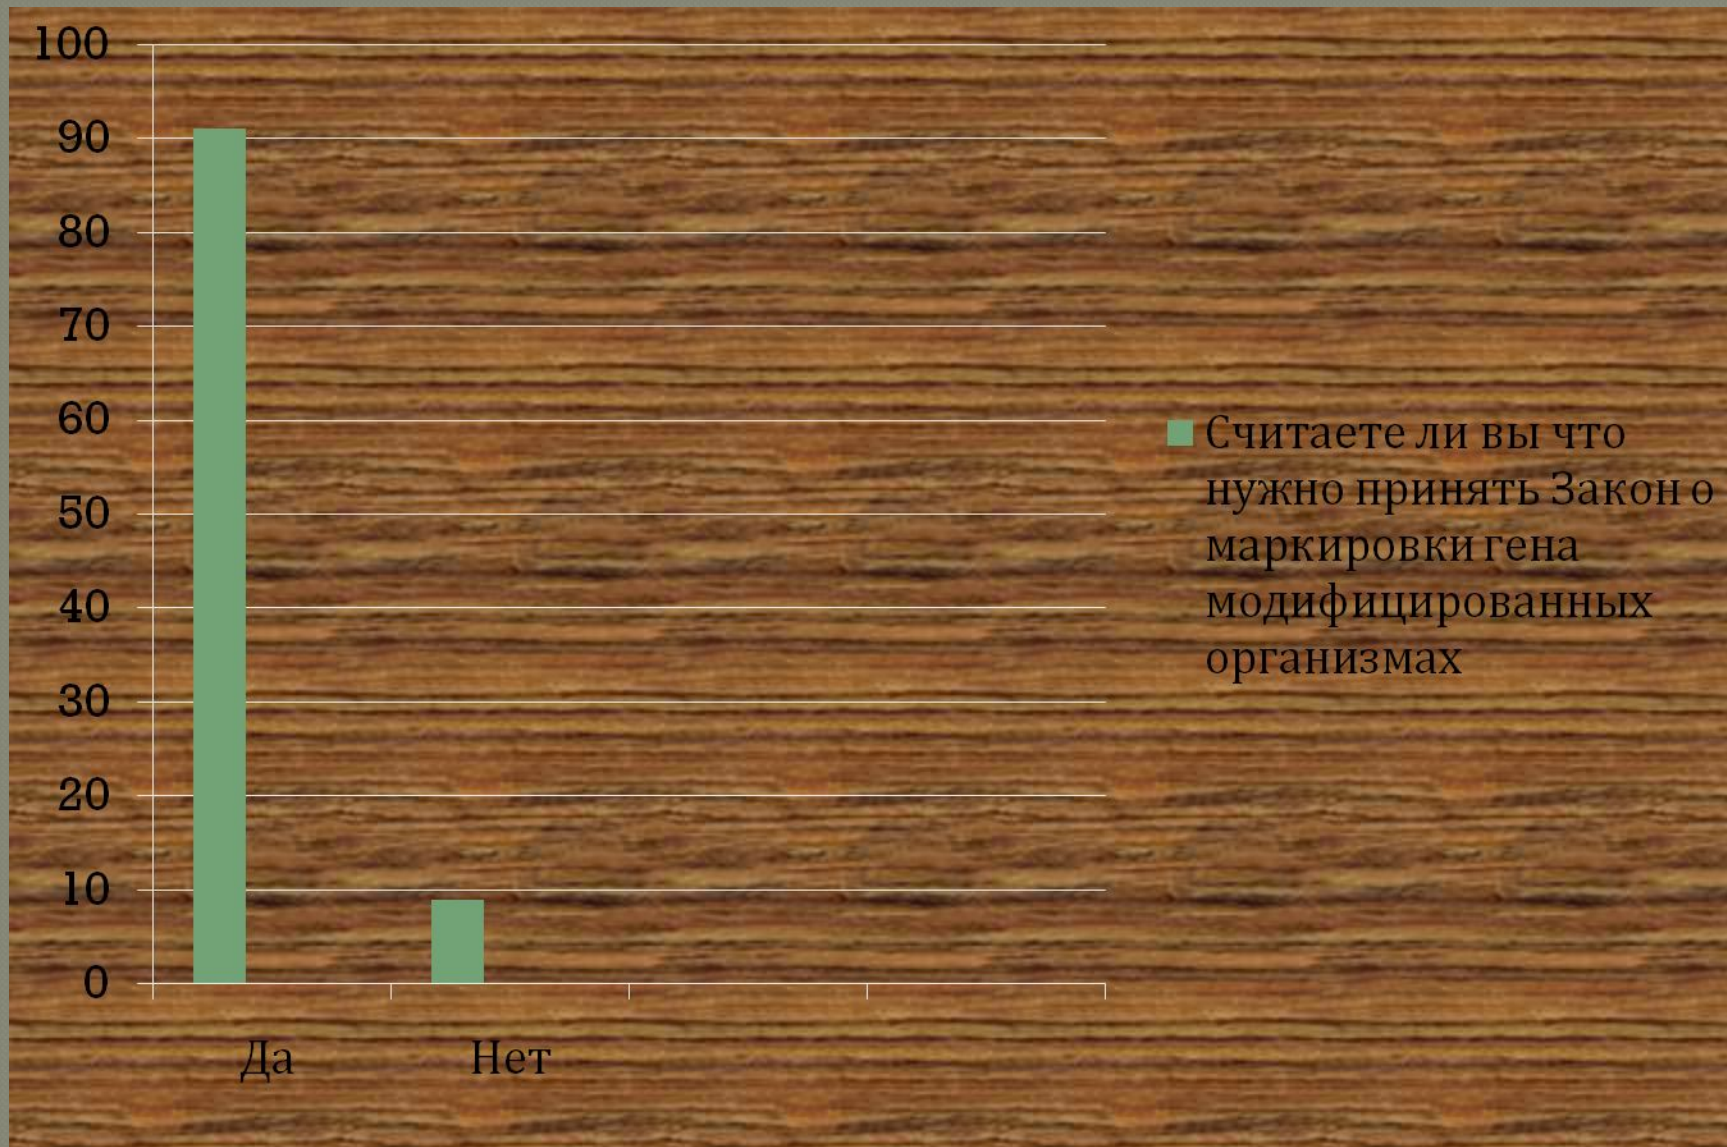 100
90
80
70
60
50
40
30
20
10
0
Да Нет
Считаете ли вы что
нужно принять Закон о
маркировки гена
модифицированных
организмах